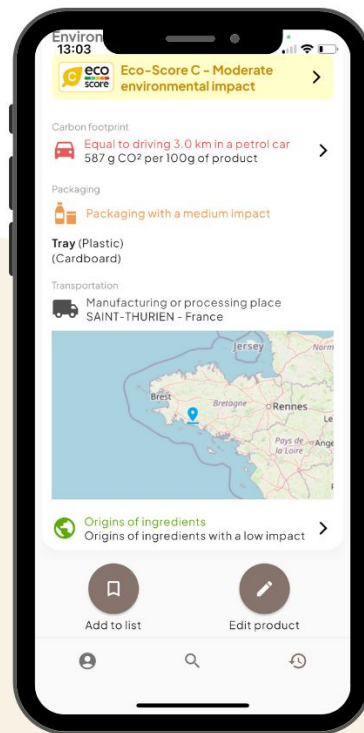 Environ
13:03
C eco score
Eco-Score C - Moderate
environmental impact
Carbon footprint
Equal to driving 3.0 km in a petrol car
587 g CO² per 100g of product
Packaging
Packaging with a medium impact
Tray (Plastic)
(Cardboard)
Transportation
Manufacturing or processing place
SAINT-THURIEN - France
Jersey
Norm
Brest
Bretagne
Rennes
Le
Pays de
la Loire
Ange
Origins of ingredients
Origins of ingredients with a low impact
Add to list
Edit product